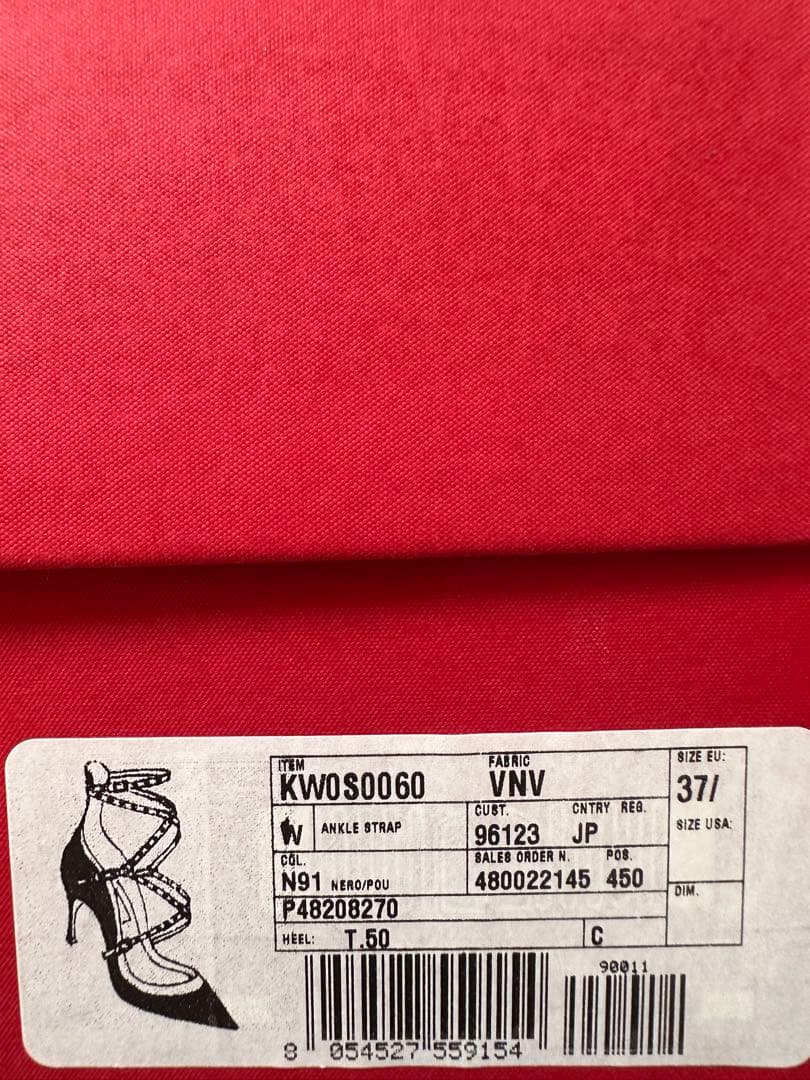 ITEM
KW0S0060
FABRIC
VNV
SIZE EU:
37/
W ANKLE STRAP
CUST.
96123
CNTRY REG.
JP
SIZE USA:
COL.
N91 NERO/POU
SALES ORDER N.
480022145
POS.
450
DIM.
P48208270
HEEL: T.50
C
90011
8 054527 559154